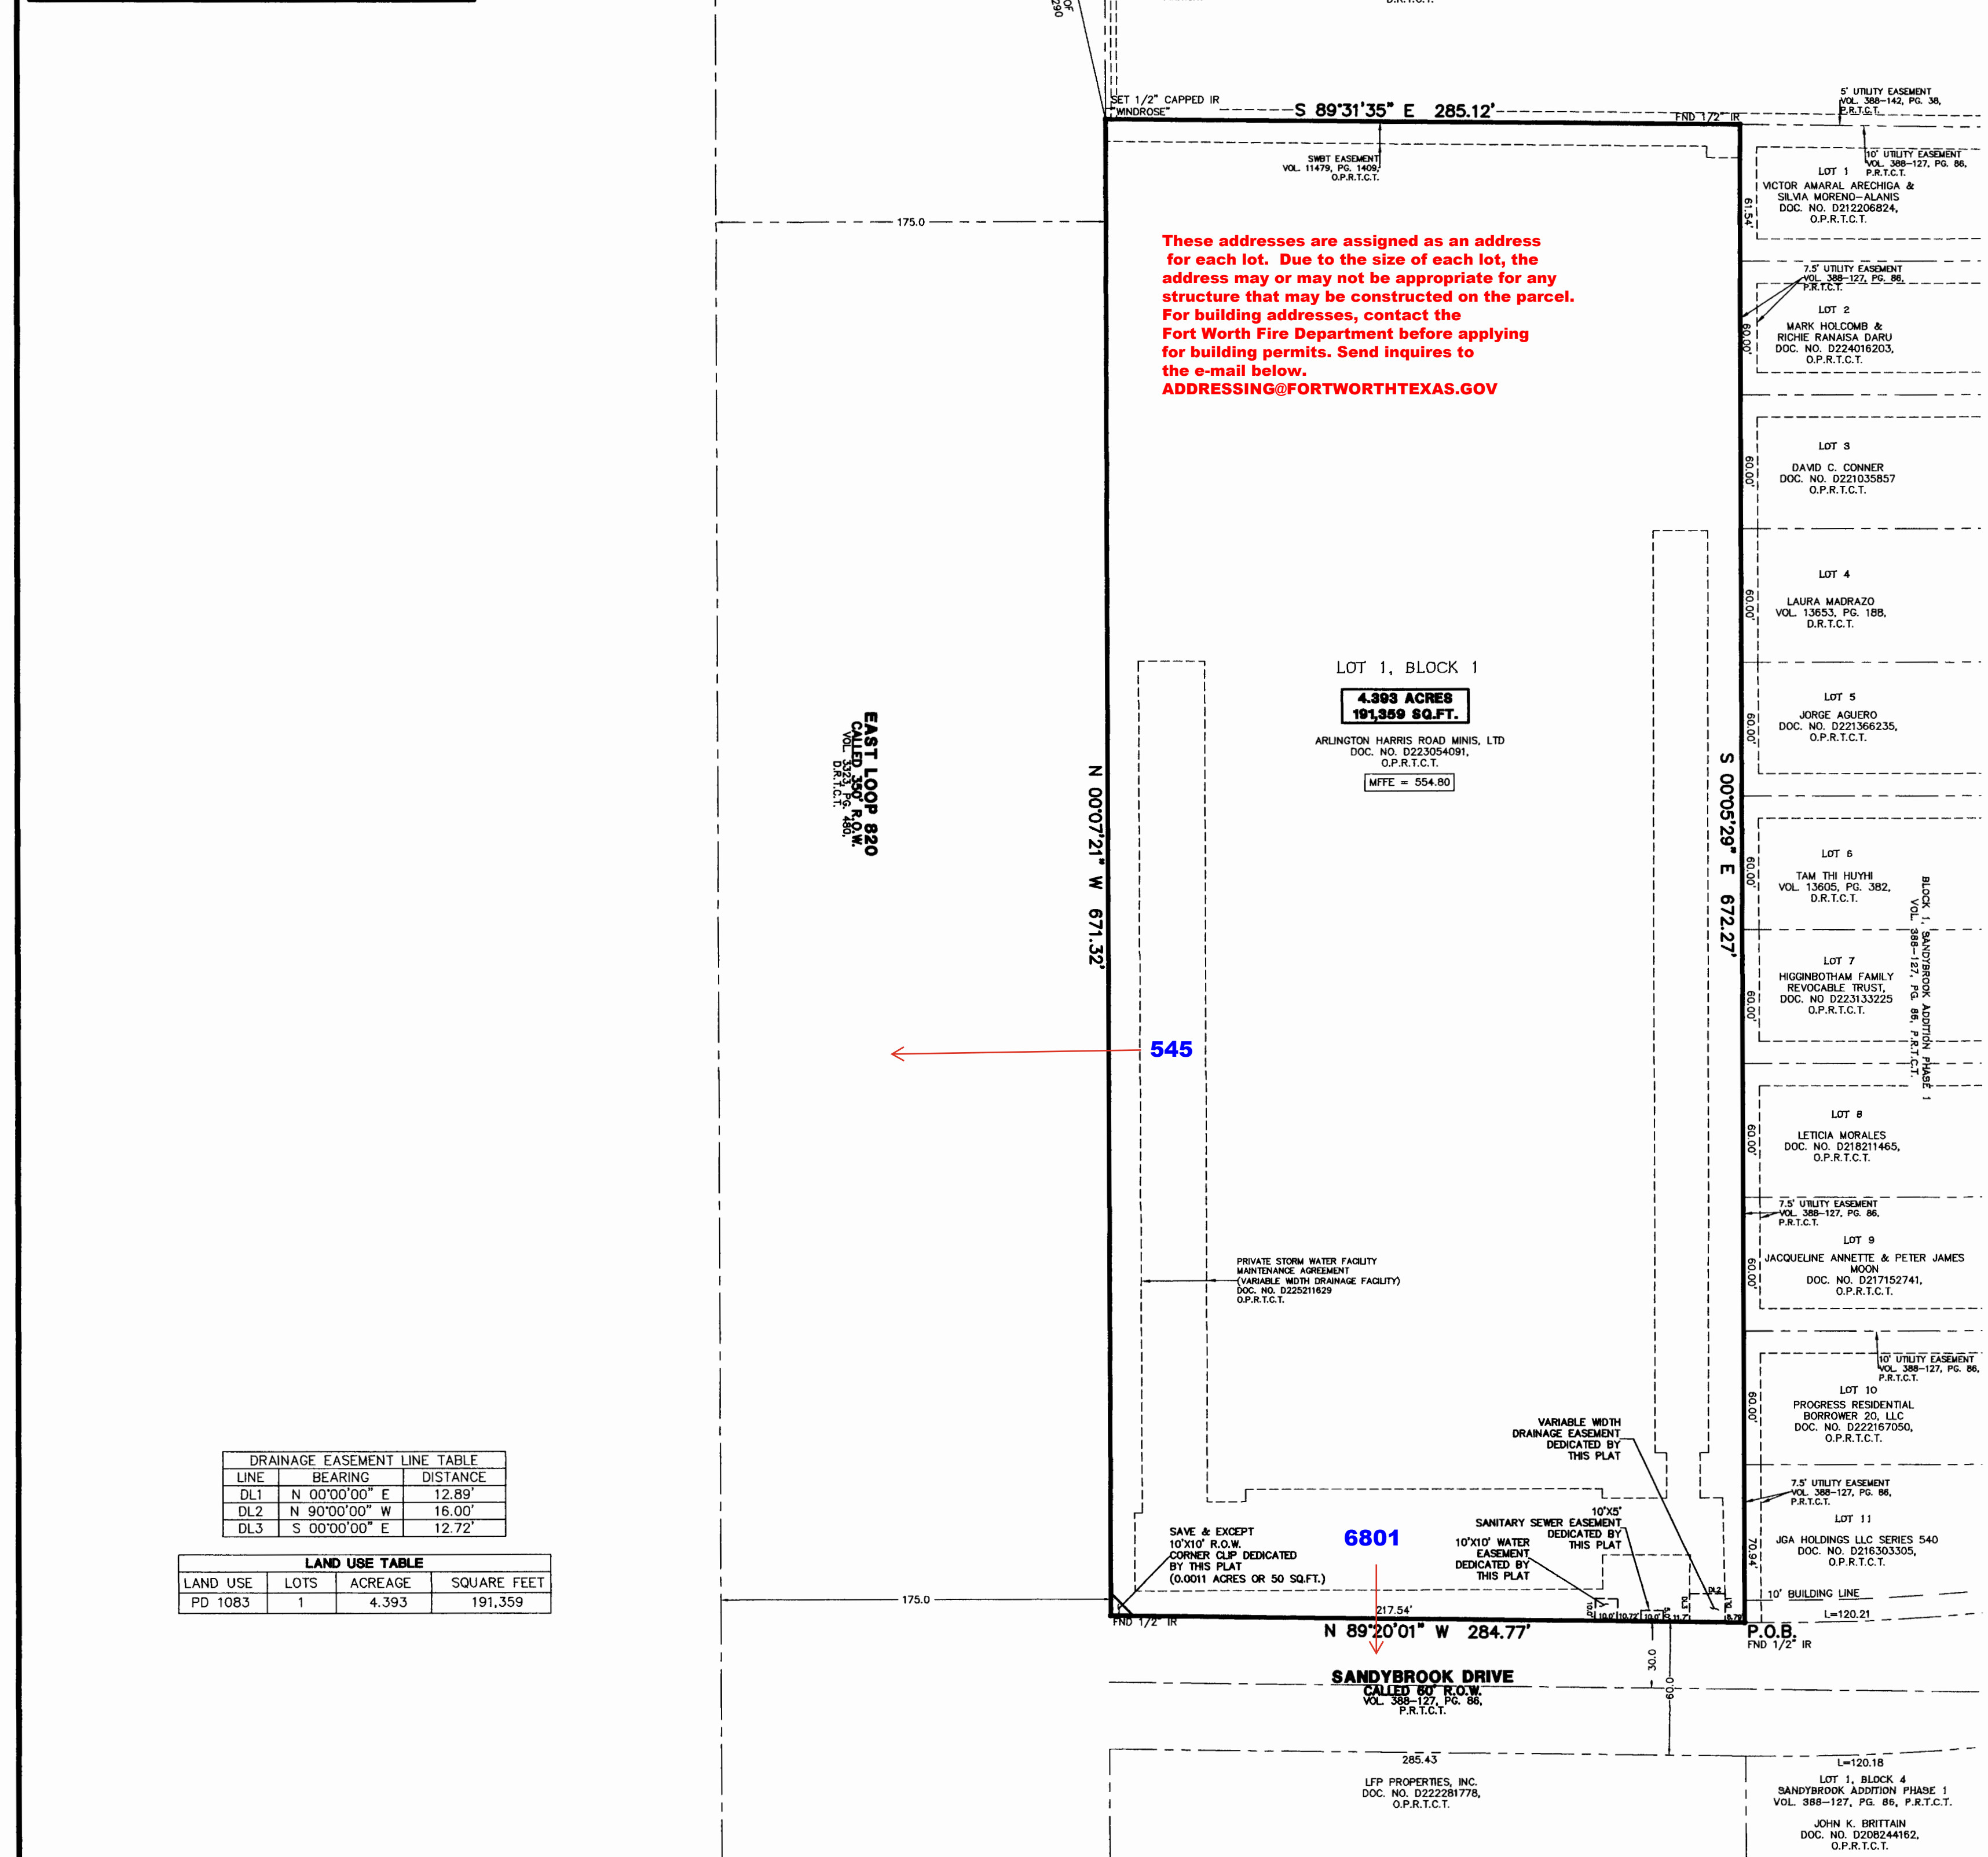 OF
290
D.R.T.C.T.
SET 1/2" CAPPED IR
"WINDROSE"
S 89°31'35" E 285.12'
FND 1/2" IR
5' UTILITY EASEMENT
VOL. 388-142, PG. 38,
P.R.T.C.T.
SWBT EASEMENT
VOL. 11479, PG. 1409,
O.P.R.T.C.T.
10' UTILITY EASEMENT
VOL. 388-127, PG. 86,
P.R.T.C.T.
LOT 1
VICTOR AMARAL ARECHIGA &
SILVIA MORENO-ALANIS
DOC. NO. D212206824,
O.P.R.T.C.T.
61.54'
175.0
These addresses are assigned as an address
for each lot. Due to the size of each lot, the
address may or may not be appropriate for any
structure that may be constructed on the parcel.
For building addresses, contact the
Fort Worth Fire Department before applying
for building permits. Send inquires to
the e-mail below.
ADDRESSING@FORTWORTHTEXAS.GOV
7.5' UTILITY EASEMENT
VOL. 388-127, PG. 86,
P.R.T.C.T.
LOT 2
MARK HOLCOMB &
RICHIE RANAISA DARU
DOC. NO. D224016203,
O.P.R.T.C.T.
60.00'
LOT 3
DAVID C. CONNER
DOC. NO. D221035857
O.P.R.T.C.T.
60.00'
LOT 4
LAURA MADRAZO
VOL. 13653, PG. 188,
D.R.T.C.T.
60.00'
LOT 1, BLOCK 1
4.393 ACRES
191,359 SQ.FT.
ARLINGTON HARRIS ROAD MINIS, LTD
DOC. NO. D223054091,
O.P.R.T.C.T.
MFFE = 554.80
LOT 5
JORGE AGUERO
DOC. NO. D221366235,
O.P.R.T.C.T.
60.00'
EAST LOOP 820
CALLED 350' R.O.W.
VOL. 3323, PG. 480,
D.R.T.C.T.
N 00°07'21" W 671.32'
S 00°05'29" E 672.27'
LOT 6
TAM THI HUYHI
VOL. 13605, PG. 382,
D.R.T.C.T.
60.00'
BLOCK 1, SANDYBROOK ADDITION PHASE 1
VOL. 388-127, PG. 86, P.R.T.C.T.
LOT 7
HIGGINBOTHAM FAMILY
REVOCABLE TRUST,
DOC. NO D223133225
O.P.R.T.C.T.
60.00'
545
LOT 8
LETICIA MORALES
DOC. NO. D218211465,
O.P.R.T.C.T.
60.00'
7.5' UTILITY EASEMENT
VOL. 388-127, PG. 86,
P.R.T.C.T.
LOT 9
JACQUELINE ANNETTE & PETER JAMES
MOON
DOC. NO. D217152741,
O.P.R.T.C.T.
60.00'
PRIVATE STORM WATER FACILITY
MAINTENANCE AGREEMENT
(VARIABLE WIDTH DRAINAGE FACILITY)
DOC. NO. D225211629
O.P.R.T.C.T.
10' UTILITY EASEMENT
VOL. 388-127, PG. 86,
P.R.T.C.T.
LOT 10
PROGRESS RESIDENTIAL
BORROWER 20, LLC
DOC. NO. D222167050,
O.P.R.T.C.T.
60.00'
VARIABLE WIDTH
DRAINAGE EASEMENT
DEDICATED BY
THIS PLAT
DRAINAGE EASEMENT LINE TABLE
LINE BEARING DISTANCE
DL1 N 00°00'00" E 12.89'
DL2 N 90°00'00" W 16.00'
DL3 S 00°00'00" E 12.72'
7.5' UTILITY EASEMENT
VOL. 388-127, PG. 86,
P.R.T.C.T.
LOT 11
JGA HOLDINGS LLC SERIES 540
DOC. NO. D216303305,
O.P.R.T.C.T.
70.94'
10'X5'
SANITARY SEWER EASEMENT
DEDICATED BY
THIS PLAT
10'X10' WATER
EASEMENT
DEDICATED BY
THIS PLAT
SAVE & EXCEPT
10'X10' R.O.W.
CORNER CLIP DEDICATED
BY THIS PLAT
(0.0011 ACRES OR 50 SQ.FT.)
6801
LAND USE TABLE
LAND USE LOTS ACREAGE SQUARE FEET
PD 1083 1 4.393 191,359
175.0
10' BUILDING LINE
L=120.21
DL2
217.54'
10.0'
10.0'
10.72'
10.0'
FND 1/2" IR
N 89°20'01" W 284.77'
P.O.B.
FND 1/2" IR
30.0
60.0
SANDYBROOK DRIVE
CALLED 60' R.O.W.
VOL. 388-127, PG. 86,
P.R.T.C.T.
285.43
LFP PROPERTIES, INC.
DOC. NO. D222281778,
O.P.R.T.C.T.
L=120.18
LOT 1, BLOCK 4
SANDYBROOK ADDITION PHASE 1
VOL. 388-127, PG. 86, P.R.T.C.T.
JOHN K. BRITTAIN
DOC. NO. D208244162,
O.P.R.T.C.T.